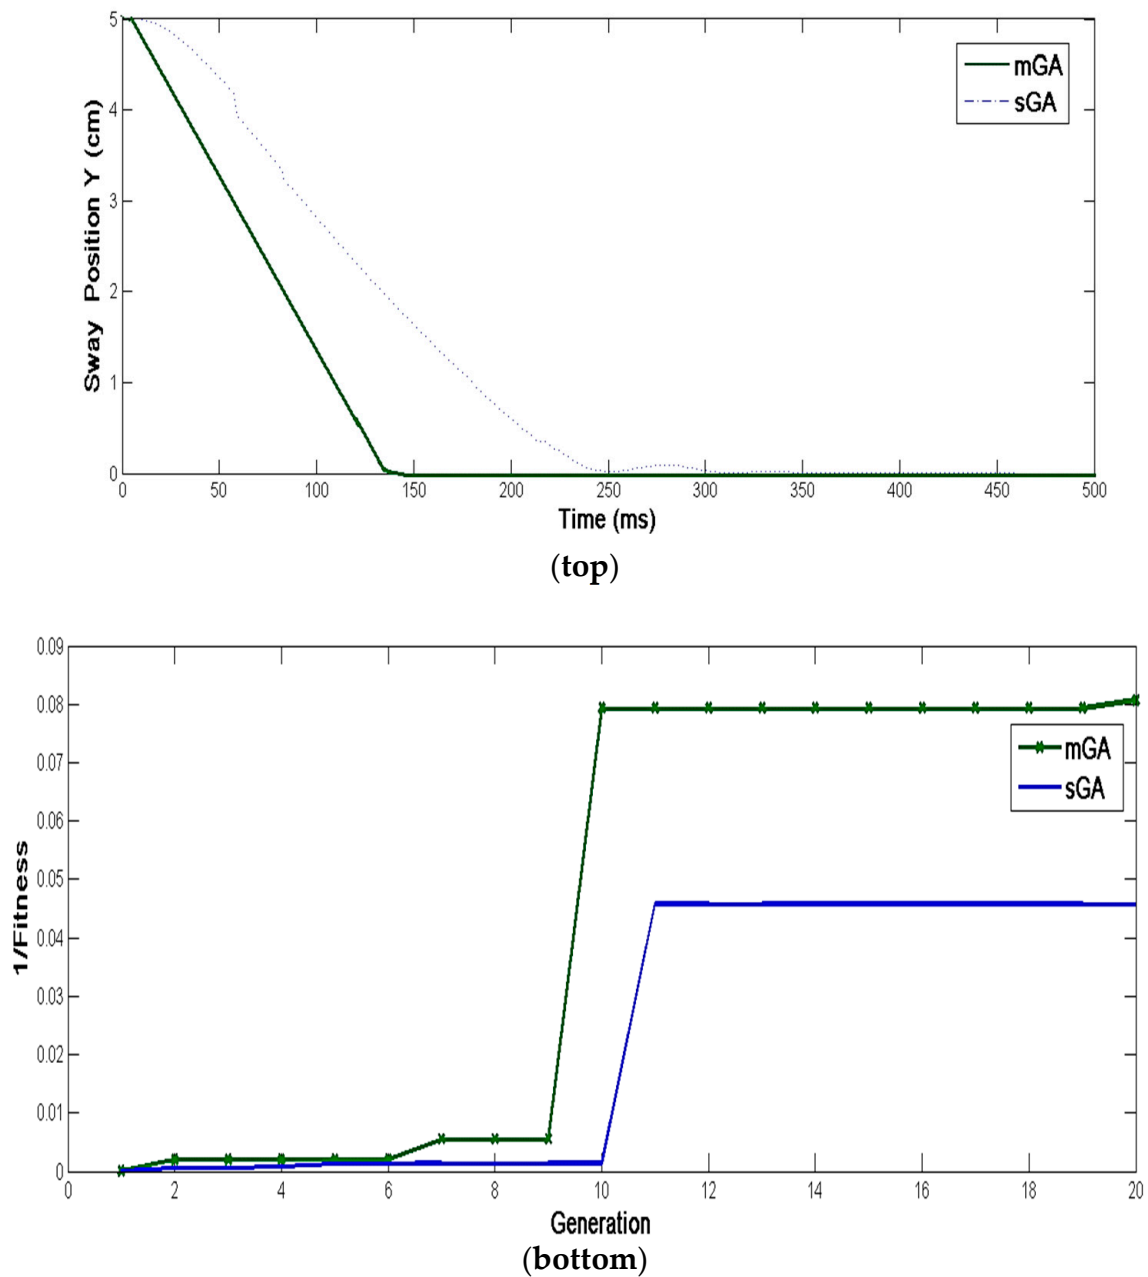 5
4
3
2
1
0
Sway Position Y (cm)
mGA
sGA
0 50 100 150 200 250 300 350 400 450 500
Time (ms)
(top)
0.09
0.08
0.07
0.06
0.05
0.04
0.03
0.02
0.01
0
1/Fitness
mGA
sGA
0 2 4 6 8 10 12 14 16 18 20
Generation
(bottom)